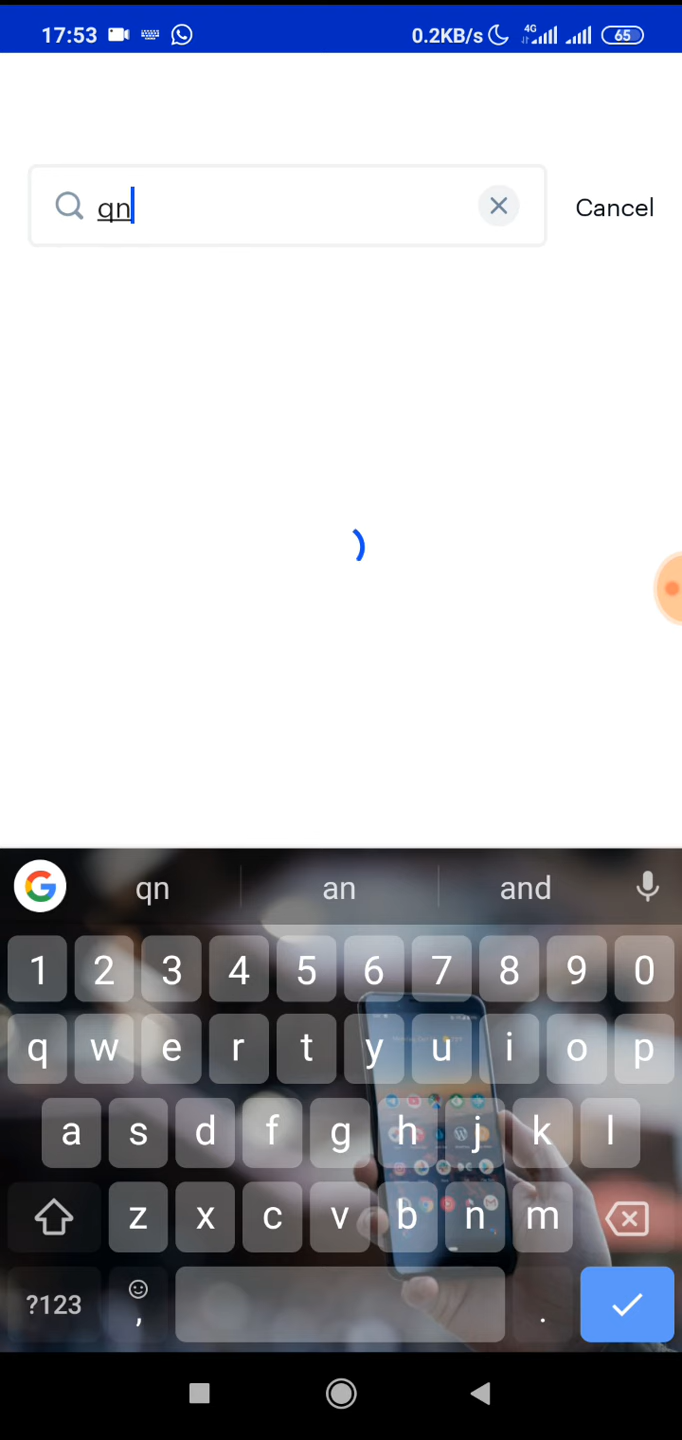 17:53 0.2KB/s 4G 65
qn Cancel
qn an and
1 2 3 4 5 6 7 8 9 0
q w e r t y u i o p
a s d f g h j k l
z x c v b n m
?123 , .